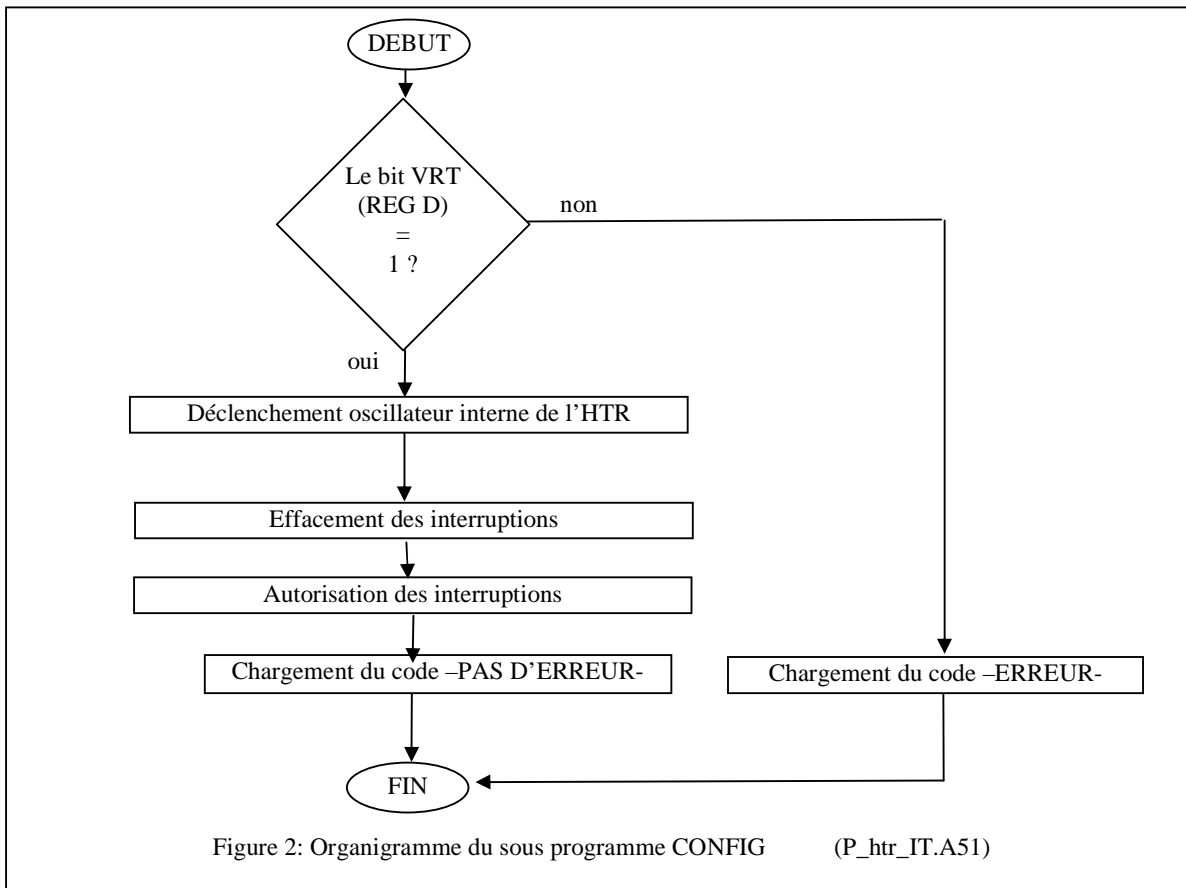 DEBUT
Le bit VRT
(REG D)
=
1 ?
non
oui
Déclenchement oscillateur interne de l’HTR
Effacement des interruptions
Autorisation des interruptions
Chargement du code –PAS D’ERREUR-
Chargement du code –ERREUR-
FIN
Figure 2: Organigramme du sous programme CONFIG (P_htr_IT.A51)